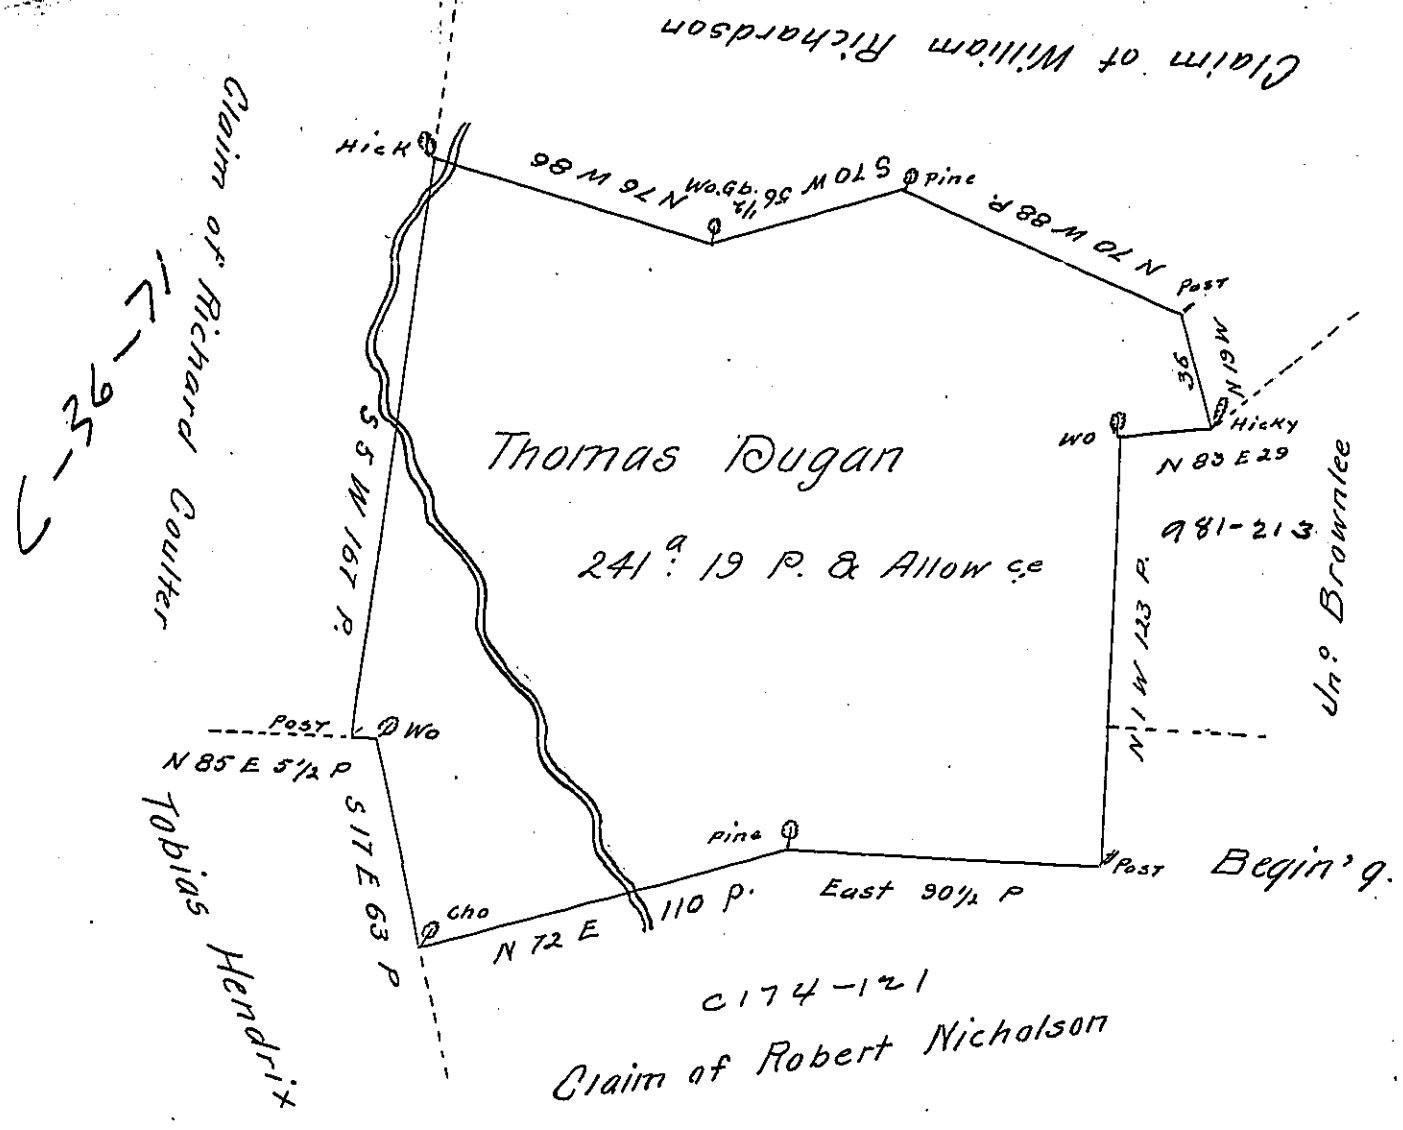 Claim of William Richardson
Claim of Richard Coulter
C-36-
Hick
N 76 W 86
Wo. Gd.
S 70 W 56 1/2
Pine
N 70 W 88 P.
Post
N 19 W
36
Hicky
Wo
N 83 E 29
981-213
Jno. Brownlee
Thomas Dugan
241 a. 19 P. & Allow ce
S 5 W 167 P.
N 1 W 123 P.
Post
Wo
N 85 E 5 1/2 P
S 17 E 63 P
Tobias Hendrix
Cho
N 72 E 110 P.
Pine
East 90 1/2 P
Post
Begin'g.
C174-121
Claim of Robert Nicholson